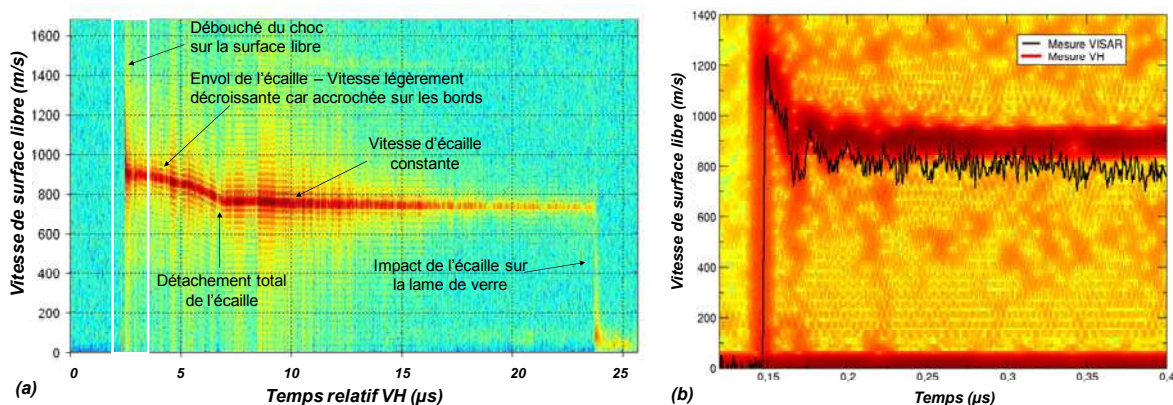 Vitesse de surface libre (m/s)
1600
1400
1200
1000
800
600
400
200
0
Débouché du choc
sur la surface libre
Envol de l'écaille – Vitesse légèrement
décroissante car accrochée sur les bords
Vitesse d'écaille
constante
Détachement total
de l'écaille
Impact de l'écaille sur
la lame de verre
0 5 10 15 20 25
(a)
Temps relatif VH (µs)
Vitesse de surface libre (m/s)
1400
1200
1000
800
600
400
200
0
Mesure VISAR
Mesure VH
0,15 0,2 0,25 0,3 0,35 0,4
(b)
Temps (µs)